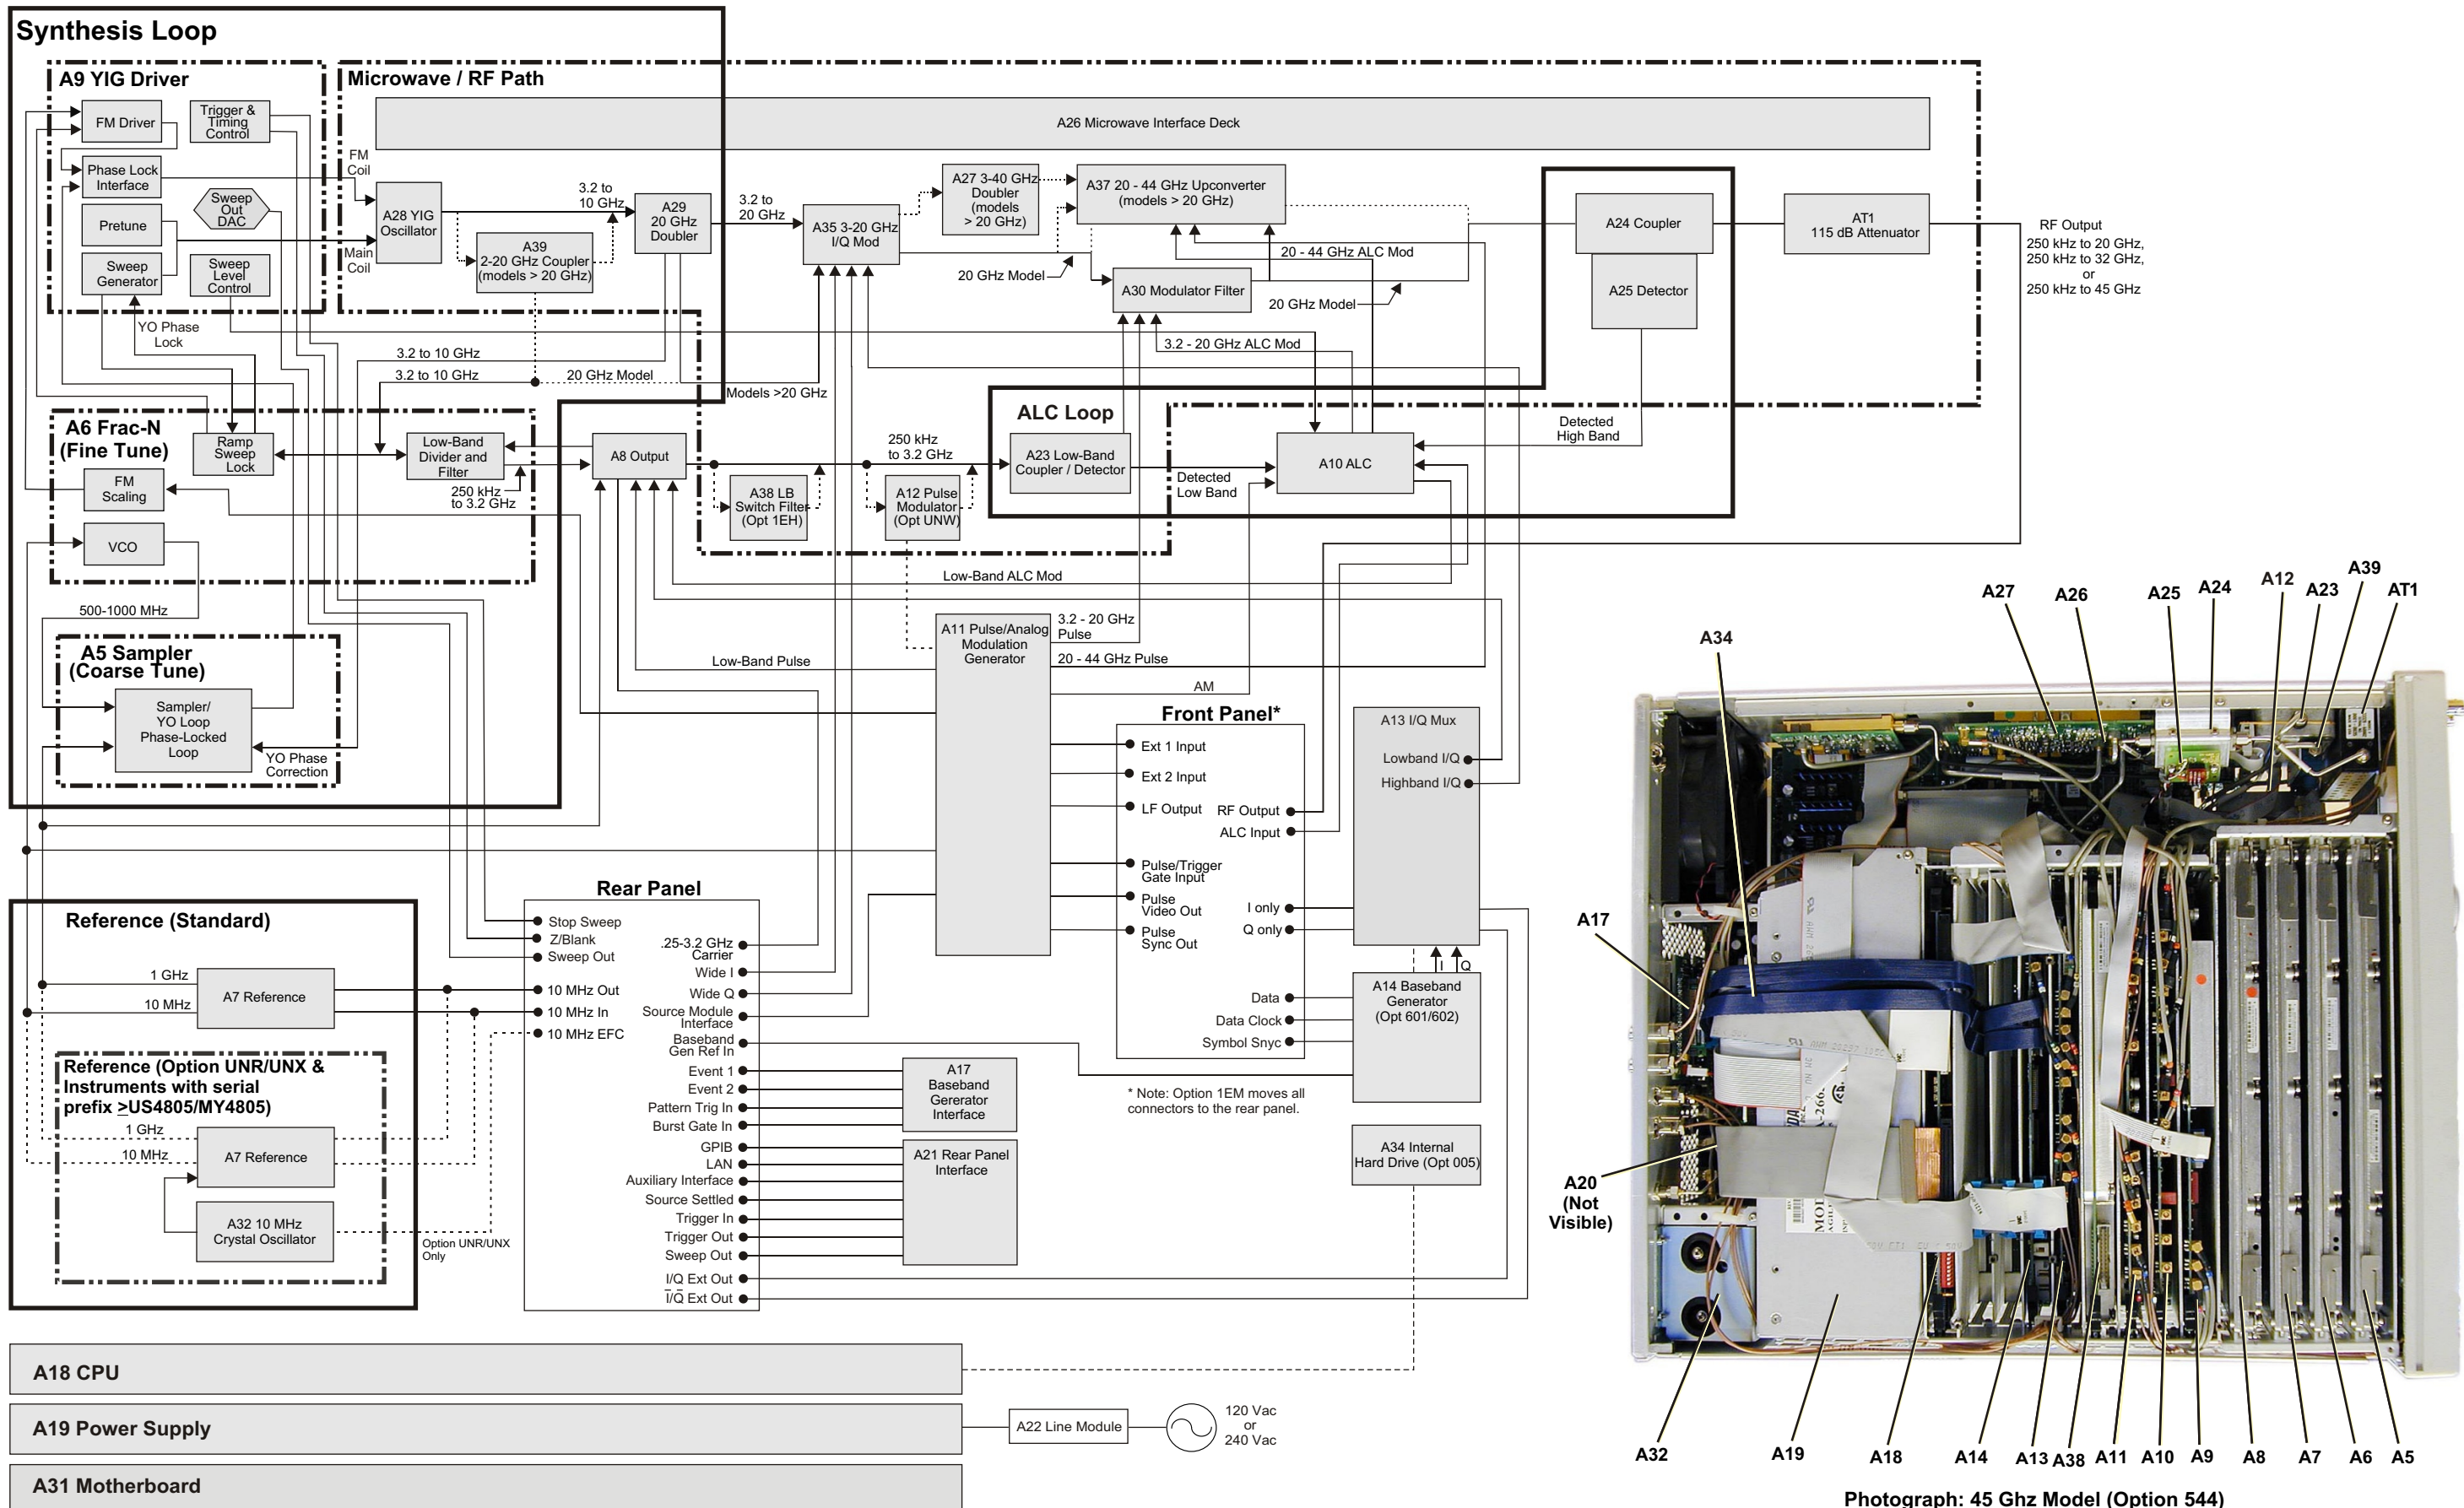 Synthesis Loop
A9 YIG Driver
FM Driver
Trigger &
Timing
Control
Phase Lock
Interface
Sweep
Out
DAC
Pretune
Sweep
Generator
Sweep
Level
Control
YO Phase
Lock
Microwave / RF Path
A26 Microwave Interface Deck
FM
Coil
Main
Coil
A28 YIG
Oscillator
3.2 to
10 GHz
A39
2-20 GHz Coupler
(models > 20 GHz)
A29
20 GHz
Doubler
3.2 to
20 GHz
A35 3-20 GHz
I/Q Mod
A27 3-40 GHz
Doubler
(models
> 20 GHz)
A37 20 - 44 GHz Upconverter
(models > 20 GHz)
20 GHz Model
20 - 44 GHz ALC Mod
A30 Modulator Filter
20 GHz Model
3.2 - 20 GHz ALC Mod
A24 Coupler
A25 Detector
AT1
115 dB Attenuator
RF Output
250 kHz to 20 GHz,
250 kHz to 32 GHz,
or
250 kHz to 45 GHz
3.2 to 10 GHz
3.2 to 10 GHz
20 GHz Model
Models >20 GHz
A6 Frac-N
(Fine Tune)
Ramp
Sweep
Lock
Low-Band
Divider and
Filter
FM
Scaling
VCO
250 kHz
to 3.2 GHz
500-1000 MHz
A8 Output
A38 LB
Switch Filter
(Opt 1EH)
250 kHz
to 3.2 GHz
A12 Pulse
Modulator
(Opt UNW)
ALC Loop
A23 Low-Band
Coupler / Detector
Detected
Low Band
A10 ALC
Detected
High Band
Low-Band ALC Mod
A5 Sampler
(Coarse Tune)
Sampler/
YO Loop
Phase-Locked
Loop
YO Phase
Correction
Low-Band Pulse
A11 Pulse/Analog
Modulation
Generator
3.2 - 20 GHz
Pulse
20 - 44 GHz Pulse
AM
Front Panel*
Ext 1 Input
Ext 2 Input
LF Output
RF Output
ALC Input
Pulse/Trigger
Gate Input
Pulse
Video Out
Pulse
Sync Out
I only
Q only
Data
Data Clock
Symbol Snyc
A13 I/Q Mux
Lowband I/Q
Highband I/Q
I
Q
A14 Baseband
Generator
(Opt 601/602)
* Note: Option 1EM moves all
connectors to the rear panel.
A34 Internal
Hard Drive (Opt 005)
Reference (Standard)
1 GHz
10 MHz
A7 Reference
Reference (Option UNR/UNX &
Instruments with serial
prefix >US4805/MY4805)
1 GHz
10 MHz
A7 Reference
A32 10 MHz
Crystal Oscillator
Option UNR/UNX
Only
Rear Panel
Stop Sweep
Z/Blank
Sweep Out
10 MHz Out
10 MHz In
10 MHz EFC
.25-3.2 GHz
Carrier
Wide I
Wide Q
Source Module
Interface
Baseband
Gen Ref In
Event 1
Event 2
Pattern Trig In
Burst Gate In
GPIB
LAN
Auxiliary Interface
Source Settled
Trigger In
Trigger Out
Sweep Out
I/Q Ext Out
I̅/Q̅ Ext Out
A17
Baseband
Gererator
Interface
A21 Rear Panel
Interface
A18 CPU
A19 Power Supply
A31 Motherboard
A22 Line Module
120 Vac
or
240 Vac
A34
A27
A26
A25
A24
A12
A23
A39
AT1
A17
A20
(Not
Visible)
A32
A19
A18
A14
A13
A38
A11
A10
A9
A8
A7
A6
A5
Photograph: 45 Ghz Model (Option 544)